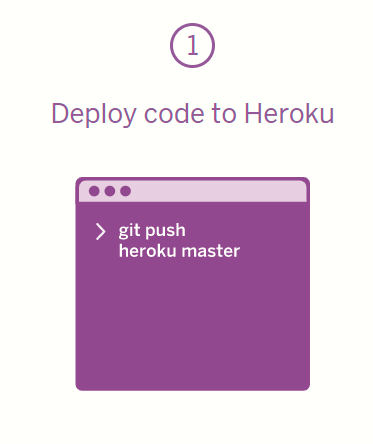 1
Deploy code to Heroku
> git push
heroku master